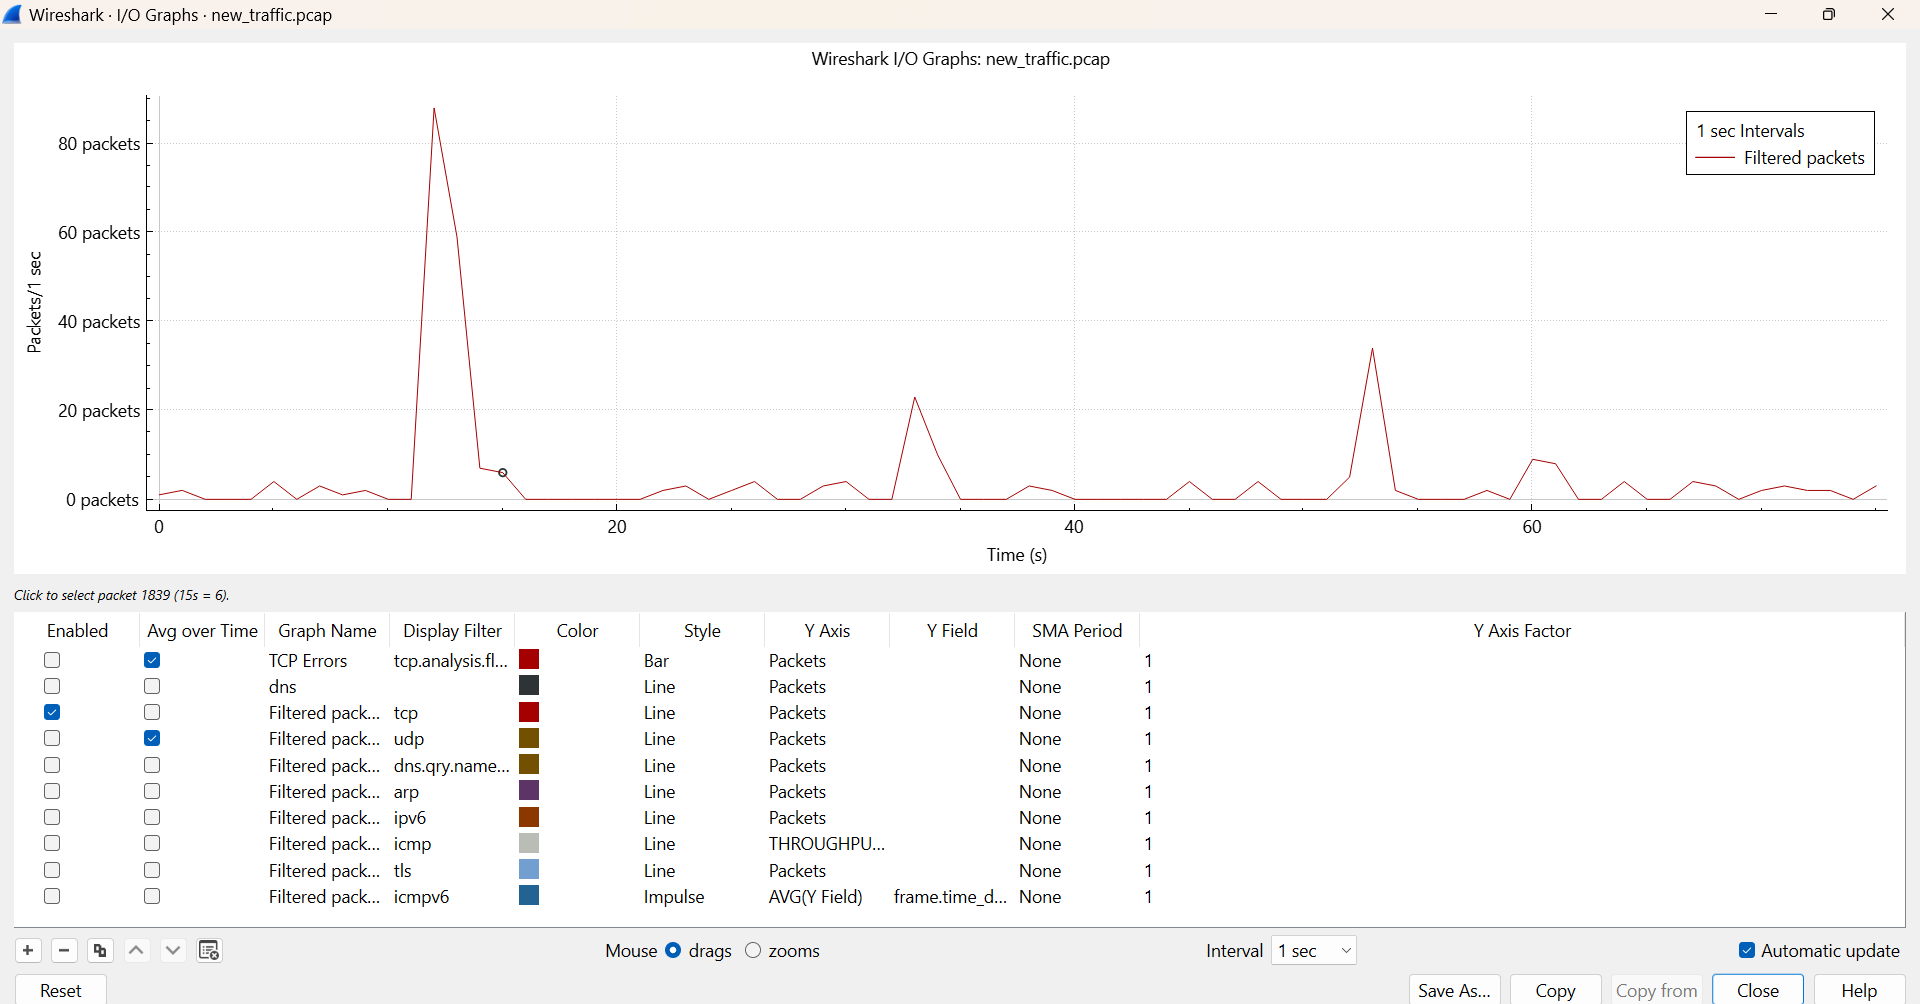 Wireshark · I/O Graphs · new_traffic.pcap
Wireshark I/O Graphs: new_traffic.pcap
1 sec Intervals
Filtered packets
80 packets
60 packets
40 packets
20 packets
0 packets
Packets/1 sec
0 20 40 60
Time (s)
Click to select packet 1839 (15s = 6).
Enabled Avg over Time Graph Name Display Filter Color Style Y Axis Y Field SMA Period Y Axis Factor
TCP Errors tcp.analysis.fl... Bar Packets None 1
dns Line Packets None 1
Filtered pack... tcp Line Packets None 1
Filtered pack... udp Line Packets None 1
Filtered pack... dns.qry.name... Line Packets None 1
Filtered pack... arp Line Packets None 1
Filtered pack... ipv6 Line Packets None 1
Filtered pack... icmp Line THROUGHPU... None 1
Filtered pack... tls Line Packets None 1
Filtered pack... icmpv6 Impulse AVG(Y Field) frame.time_d... None 1
Mouse drags zooms Interval 1 sec Automatic update
Reset Save As... Copy Copy from Close Help